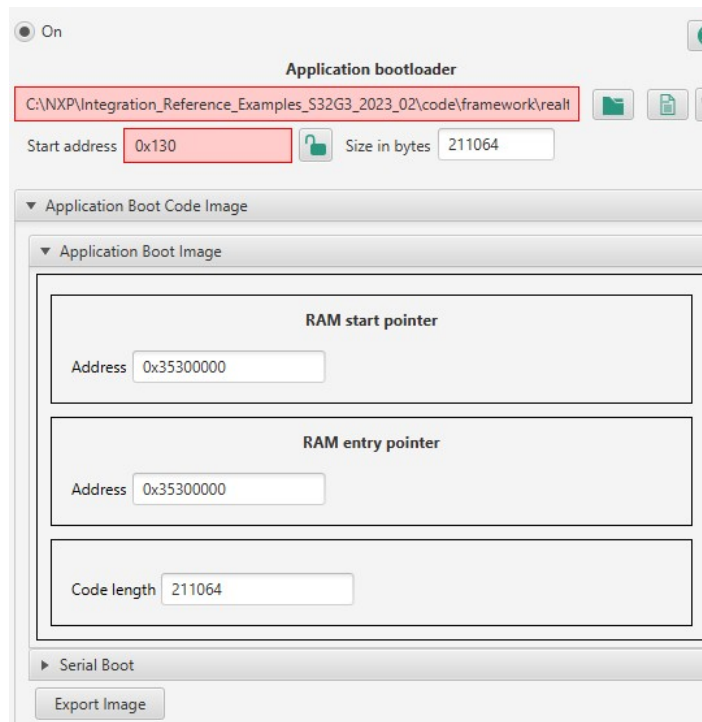 On
Application bootloader
C:\NXP\Integration_Reference_Examples_S32G3_2023_02\code\framework\realt
Start address 0x130 Size in bytes 211064
Application Boot Code Image
Application Boot Image
RAM start pointer
Address 0x35300000
RAM entry pointer
Address 0x35300000
Code length 211064
Serial Boot
Export Image